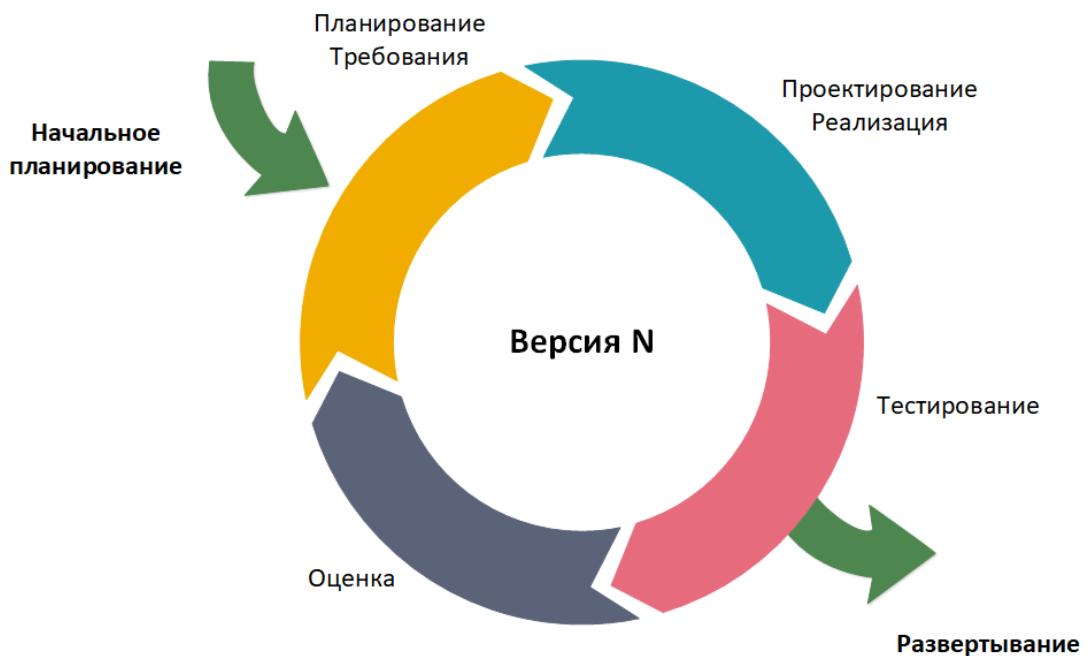 Планирование
Требования
Начальное
планирование
Проектирование
Реализация
Версия N
Тестирование
Оценка
Развертывание